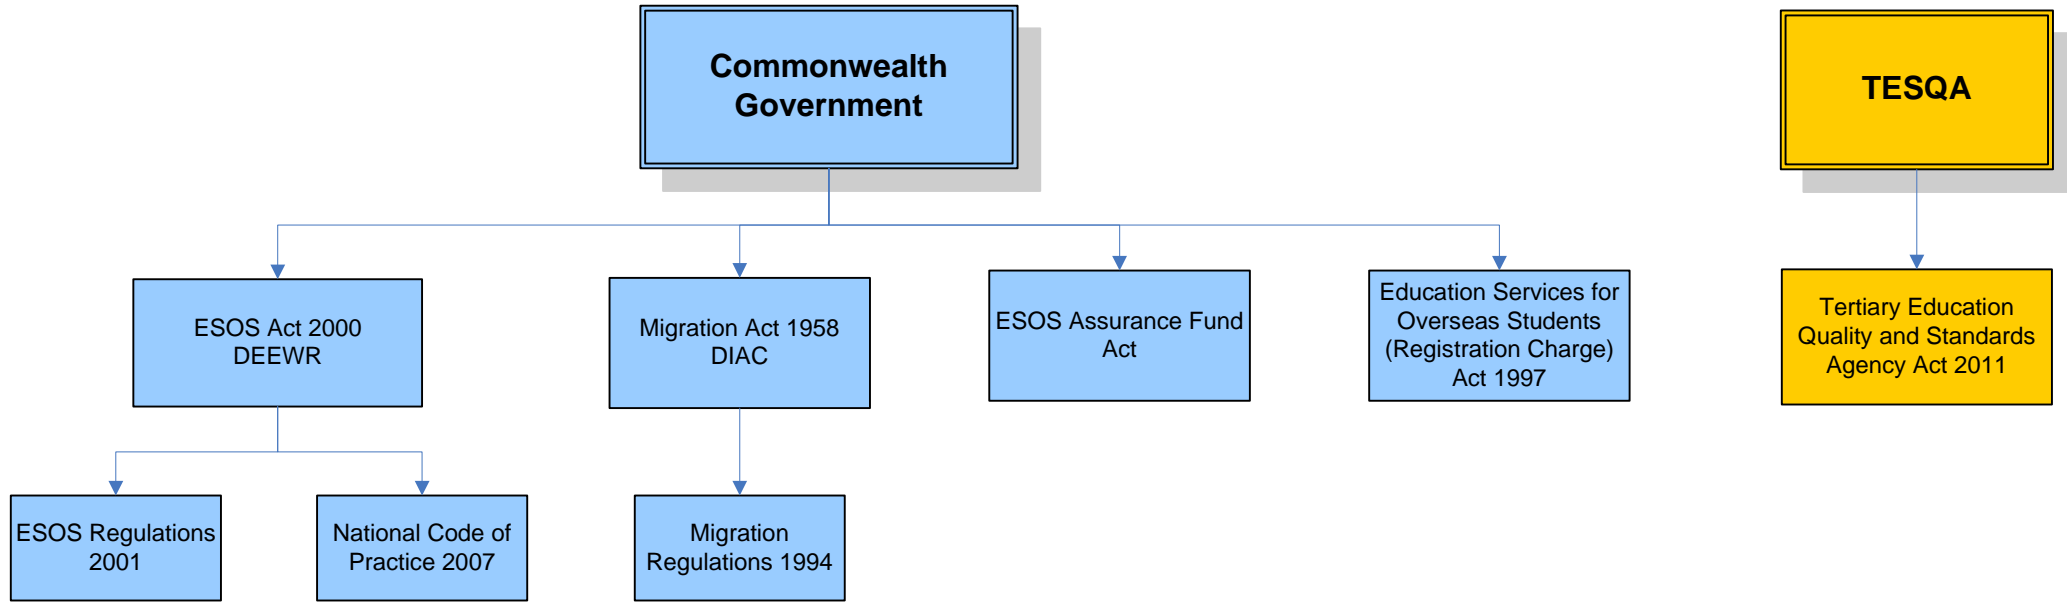 Commonwealth
Government
TESQA
ESOS Act 2000
DEEWR
Migration Act 1958
DIAC
ESOS Assurance Fund
Act
Education Services for
Overseas Students
(Registration Charge)
Act 1997
Tertiary Education
Quality and Standards
Agency Act 2011
ESOS Regulations
2001
National Code of
Practice 2007
Migration
Regulations 1994